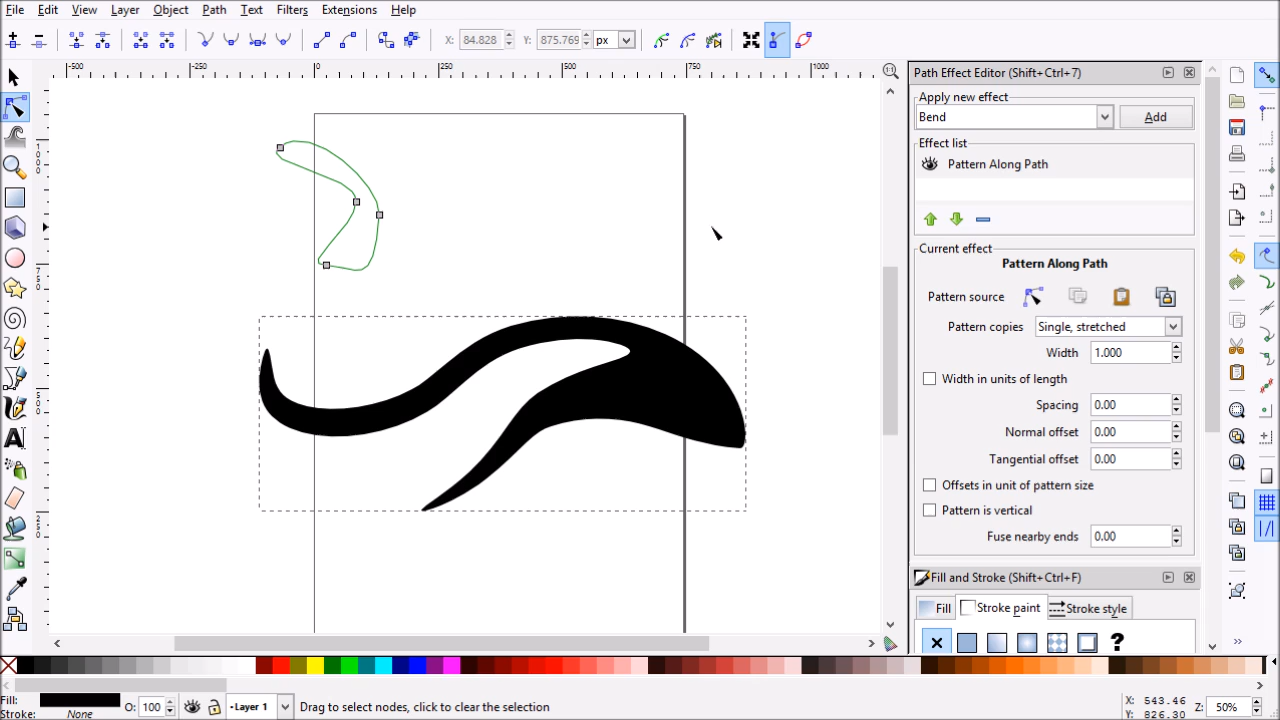 File Edit View Layer Object Path Text Filters Extensions Help
X: 84.828 Y: 875.769 px
-500 -250 0 250 500 750 1000
Path Effect Editor (Shift+Ctrl+7)
Apply new effect
Bend Add
Effect list
Pattern Along Path
Current effect
Pattern Along Path
Pattern source
Pattern copies Single, stretched
Width 1.000
Width in units of length
Spacing 0.00
Normal offset 0.00
Tangential offset 0.00
Offsets in unit of pattern size
Pattern is vertical
Fuse nearby ends 0.00
Fill and Stroke (Shift+Ctrl+F)
Fill Stroke paint Stroke style
1000
750
500
250
Fill: O: 100 Layer 1 Drag to select nodes, click to clear the selection X: 543.46 Z: 50%
Stroke: None Y: 826.30